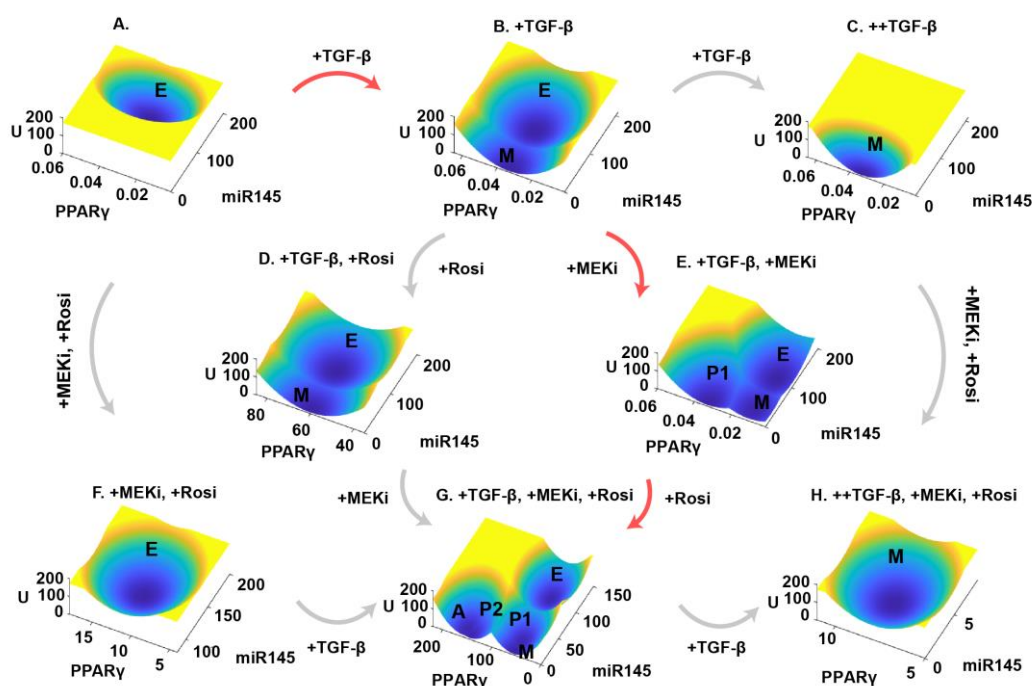 A.
B. +TGF-β
C. ++TGF-β
+TGF-β
+TGF-β
E
E
M
M
U
200
100
0
0.06
0.04
0.02
0
100
200
PPARγ
miR145
U
200
100
0
0.06
0.04
0.02
0
100
200
PPARγ
miR145
U
200
100
0
0.06
0.04
0.02
0
100
200
PPARγ
miR145
+MEKi, +Rosi
D. +TGF-β, +Rosi
+Rosi
+MEKi
E. +TGF-β, +MEKi
+MEKi, +Rosi
E
M
P1
E
M
U
200
100
0
80
60
40
0
100
200
PPARγ
miR145
U
200
100
0
0.06
0.04
0.02
0
100
200
PPARγ
miR145
F. +MEKi, +Rosi
+MEKi
G. +TGF-β, +MEKi, +Rosi
+Rosi
H. ++TGF-β, +MEKi, +Rosi
E
A
P2
P1
E
M
M
U
200
100
0
15
10
5
100
150
200
PPARγ
miR145
+TGF-β
U
200
100
0
200
100
0
0
50
100
150
PPARγ
miR145
+TGF-β
U
200
100
0
10
5
0
5
PPARγ
miR145